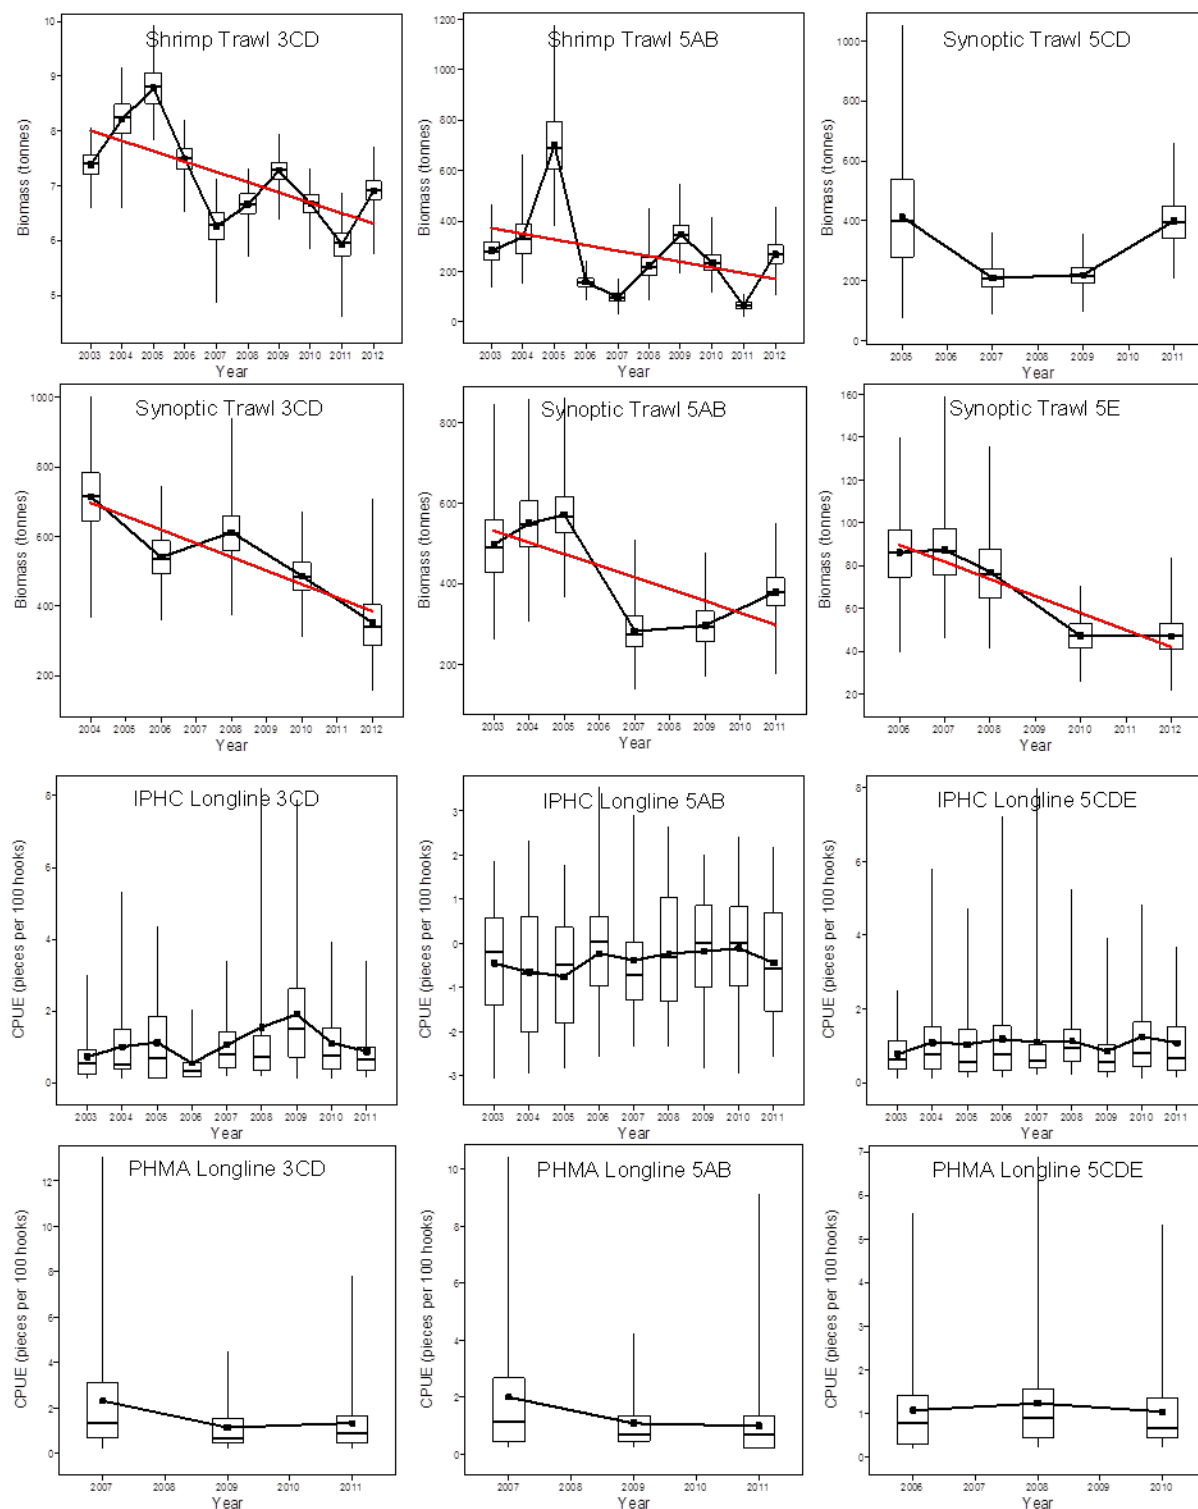 Shrimp Trawl 3CD
Biomass (tonnes)
10
9
8
7
6
5
2003 2004 2005 2006 2007 2008 2009 2010 2011 2012
Year
Shrimp Trawl 5AB
Biomass (tonnes)
1200
1000
800
600
400
200
0
2003 2004 2005 2006 2007 2008 2009 2010 2011 2012
Year
Synoptic Trawl 5CD
Biomass (tonnes)
1000
800
600
400
200
0
2005 2006 2007 2008 2009 2010 2011
Year
Synoptic Trawl 3CD
Biomass (tonnes)
1000
800
600
400
200
2004 2005 2006 2007 2008 2009 2010 2011 2012
Year
Synoptic Trawl 5AB
Biomass (tonnes)
800
600
400
200
2003 2004 2005 2006 2007 2008 2009 2010 2011
Year
Synoptic Trawl 5E
Biomass (tonnes)
160
140
120
100
80
60
40
20
2006 2007 2008 2009 2010 2011 2012
Year
IPHC Longline 3CD
CPUE (pieces per 100 hooks)
8
6
4
2
0
2003 2004 2005 2006 2007 2008 2009 2010 2011
Year
IPHC Longline 5AB
CPUE (pieces per 100 hooks)
3
2
1
0
-1
-2
-3
2003 2004 2005 2006 2007 2008 2009 2010 2011
Year
IPHC Longline 5CDE
CPUE (pieces per 100 hooks)
8
6
4
2
0
2003 2004 2005 2006 2007 2008 2009 2010 2011
Year
PHMA Longline 3CD
CPUE (pieces per 100 hooks)
12
10
8
6
4
2
0
2007 2008 2009 2010 2011
Year
PHMA Longline 5AB
CPUE (pieces per 100 hooks)
10
8
6
4
2
0
2007 2008 2009 2010 2011
Year
PHMA Longline 5CDE
CPUE (pieces per 100 hooks)
7
6
5
4
3
2
1
0
2006 2007 2008 2009 2010
Year